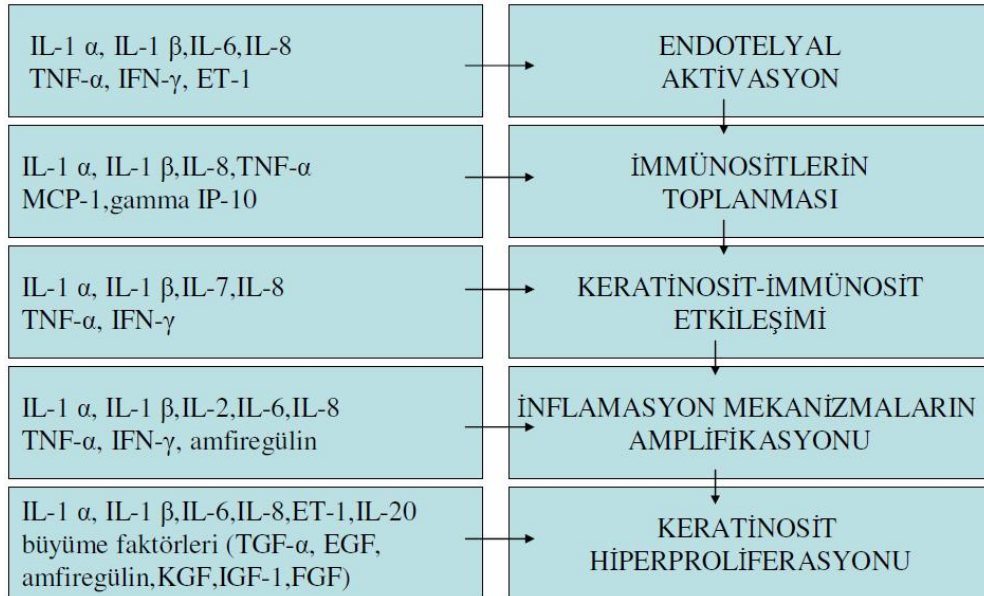 IL-1 α, IL-1 β,IL-6,IL-8
TNF-α, IFN-γ, ET-1
ENDOTELYAL
AKTİVASYON
IL-1 α, IL-1 β,IL-8,TNF-α
MCP-1,gamma IP-10
İMMÜNOSİTLERİN
TOPLANMASI
IL-1 α, IL-1 β,IL-7,IL-8
TNF-α, IFN-γ
KERATİNOSİT-İMMÜNOSİT
ETKİLEŞİMİ
IL-1 α, IL-1 β,IL-2,IL-6,IL-8
TNF-α, IFN-γ, amfiregülin
İNFLAMASYON MEKANİZMALARIN
AMPLİFİKASYONU
IL-1 α, IL-1 β,IL-6,IL-8,ET-1,IL-20
büyüme faktörleri (TGF-α, EGF,
amfiregülin,KGF,IGF-1,FGF)
KERATİNOSİT
HİPERPROLİFERASYONU